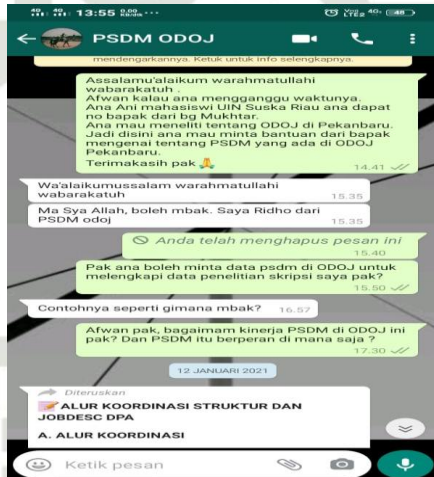 13:55
PSDM ODOJ
mendengarkannya. Ketuk untuk info selengkapnya.
Assalamu'alaikum warahmatullahi
wabarakatuh .
Afwan kalau ana mengganggu waktunya.
Ana Ani mahasiswi UIN Suska Riau ana dapat
no bapak dari bg Mukhtar.
Ana mau meneliti tentang ODOJ di Pekanbaru.
Jadi disini ana mau minta bantuan dari bapak
mengenai tentang PSDM yang ada di ODOJ
Pekanbaru.
Terimakasih pak
14.41
Wa'alaikumussalam warahmatullahi
wabarakatuh
15.35
Ma Sya Allah, boleh mbak. Saya Ridho dari
PSDM odoj
15.35
Anda telah menghapus pesan ini
15.40
Pak ana boleh minta data psdm di ODOJ untuk
melengkapi data penelitian skripsi saya pak?
15.50
Contohnya seperti gimana mbak?
16.57
Afwan pak, bagaimam kinerja PSDM di ODOJ ini
pak? Dan PSDM itu berperan di mana saja ?
17.30
12 JANUARI 2021
Diteruskan
ALUR KOORDINASI STRUKTUR DAN
JOBDESC DPA
A. ALUR KOORDINASI
Ketik pesan